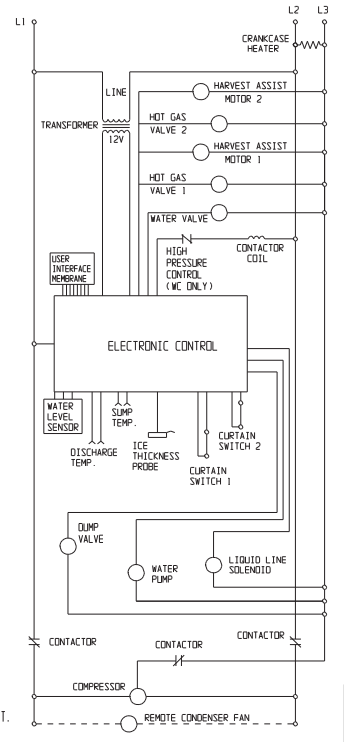 L1
L2
L3
CRANKCASE
HEATER
LINE
HARVEST ASSIST
MOTOR 2
TRANSFORMER
HOT GAS
VALVE 2
12V
HARVEST ASSIST
MOTOR 1
HOT GAS
VALVE 1
WATER VALVE
HIGH
PRESSURE
CONTROL
(WC ONLY)
CONTACTOR
COIL
USER
INTERFACE
MEMBRANE
ELECTRONIC CONTROL
WATER
LEVEL
SENSOR
DISCHARGE
TEMP.
SUMP
TEMP.
ICE
THICKNESS
PROBE
CURTAIN
SWITCH 1
CURTAIN
SWITCH 2
DUMP
VALVE
WATER
PUMP
LIQUID LINE
SOLENOID
CONTACTOR
CONTACTOR
CONTACTOR
COMPRESSOR
T.
REMOTE CONDENSER FAN